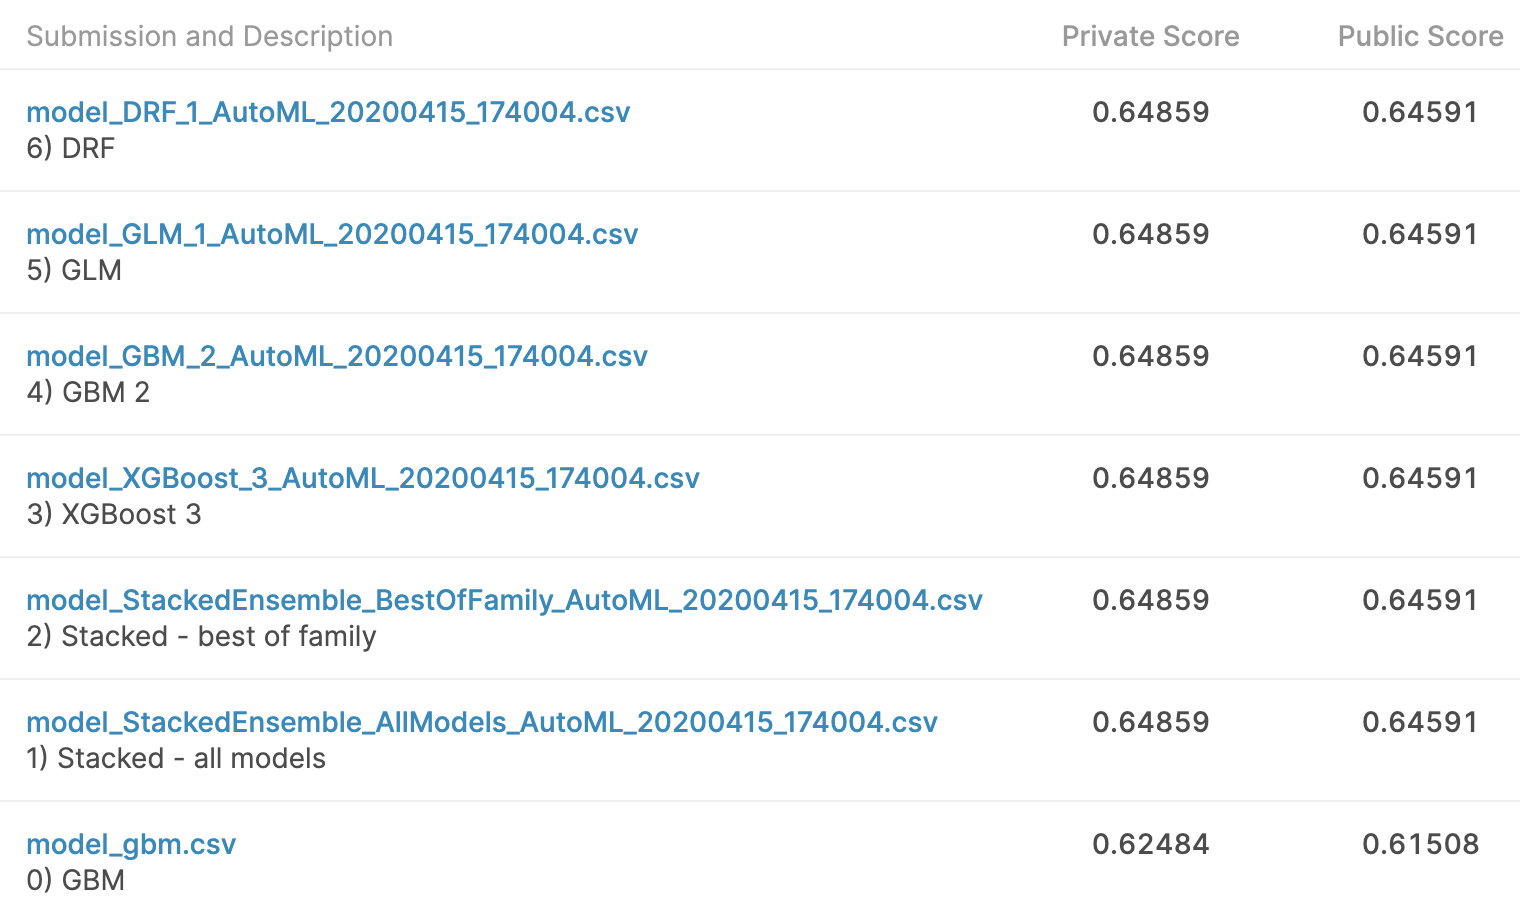 Submission and Description Private Score Public Score
model_DRF_1_AutoML_20200415_174004.csv 0.64859 0.64591
6) DRF
model_GLM_1_AutoML_20200415_174004.csv 0.64859 0.64591
5) GLM
model_GBM_2_AutoML_20200415_174004.csv 0.64859 0.64591
4) GBM 2
model_XGBoost_3_AutoML_20200415_174004.csv 0.64859 0.64591
3) XGBoost 3
model_StackedEnsemble_BestOfFamily_AutoML_20200415_174004.csv 0.64859 0.64591
2) Stacked - best of family
model_StackedEnsemble_AllModels_AutoML_20200415_174004.csv 0.64859 0.64591
1) Stacked - all models
model_gbm.csv 0.62484 0.61508
0) GBM